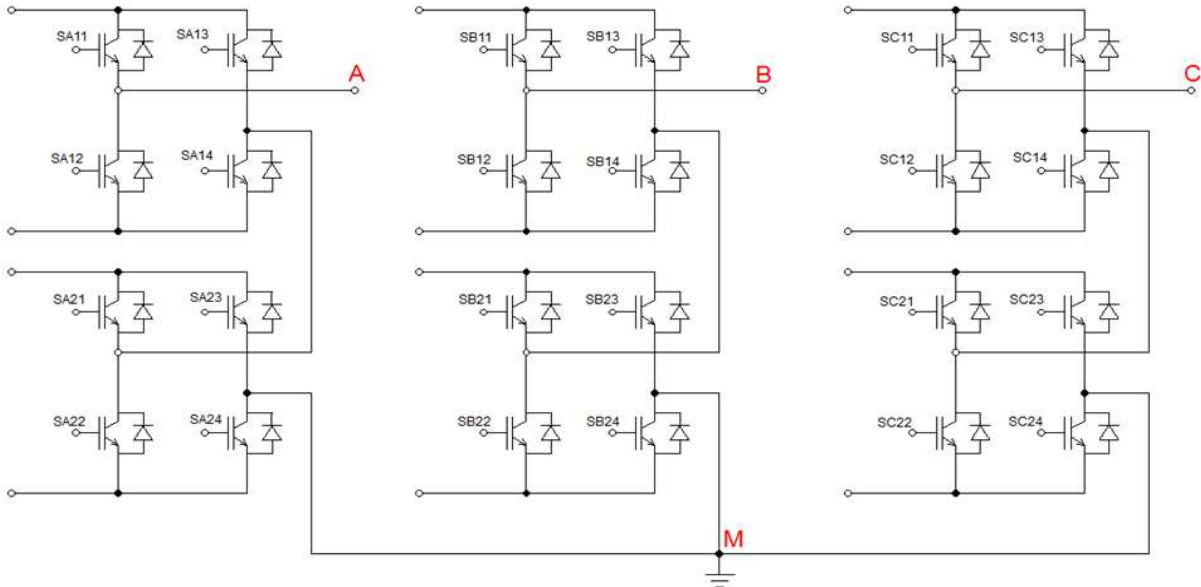 SA11 SA13 SB11 SB13 SC11 SC13
A B C
SA12 SA14 SB12 SB14 SC12 SC14
SA21 SA23 SB21 SB23 SC21 SC23
SA22 SA24 SB22 SB24 SC22 SC24
M